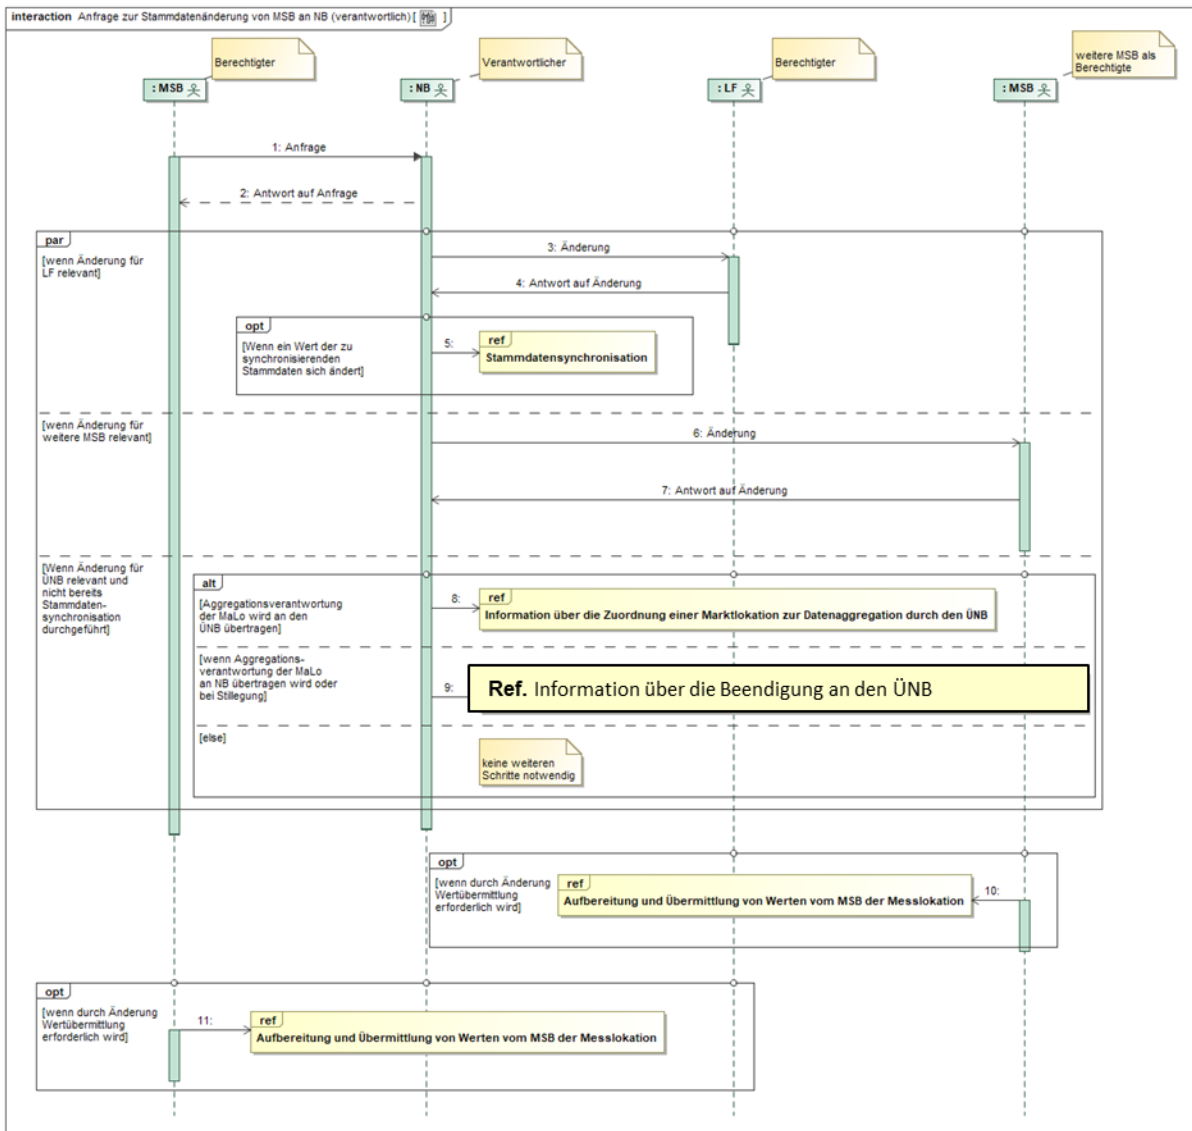 interaction Anfrage zur Stammdatenänderung von MSB an NB (verantwortlich)[ ]
Berechtigter
Verantwortlicher
Berechtigter
weitere MSB als
Berechtigte
: MSB
: NB
: LF
: MSB
1: Anfrage
2: Antwort auf Anfrage
par
[wenn Änderung für
LF relevant]
3: Änderung
4: Antwort auf Änderung
opt
[Wenn ein Wert der zu
synchronisierenden
Stammdaten sich ändert]
5:
ref
Stammdatensynchronisation
[wenn Änderung für
weitere MSB relevant]
6: Änderung
7: Antwort auf Änderung
[Wenn Änderung für
ÜNB relevant und
nicht bereits
Stammdaten-
synchronisation
durchgeführt]
alt
[Aggregationsverantwortung
der MaLo wird an den
ÜNB übertragen]
8:
ref
Information über die Zuordnung einer Marktlokation zur Datenaggregation durch den ÜNB
[wenn Aggregations-
verantwortung der MaLo
an NB übertragen wird oder
bei Stillegung]
9:
Ref. Information über die Beendigung an den ÜNB
[else]
keine weiteren
Schritte notwendig
opt
[wenn durch Änderung
Wertübermittlung
erforderlich wird]
ref
Aufbereitung und Übermittlung von Werten vom MSB der Messlokation
10:
opt
[wenn durch Änderung
Wertübermittlung
erforderlich wird]
11:
ref
Aufbereitung und Übermittlung von Werten vom MSB der Messlokation